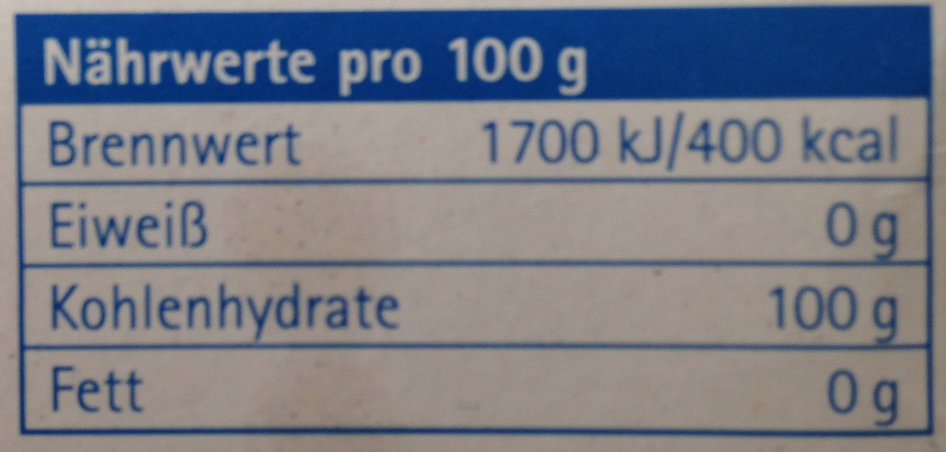 Nährwerte pro 100 g
Brennwert 1700 kJ/400 kcal
Eiweiß 0 g
Kohlenhydrate 100 g
Fett 0 g